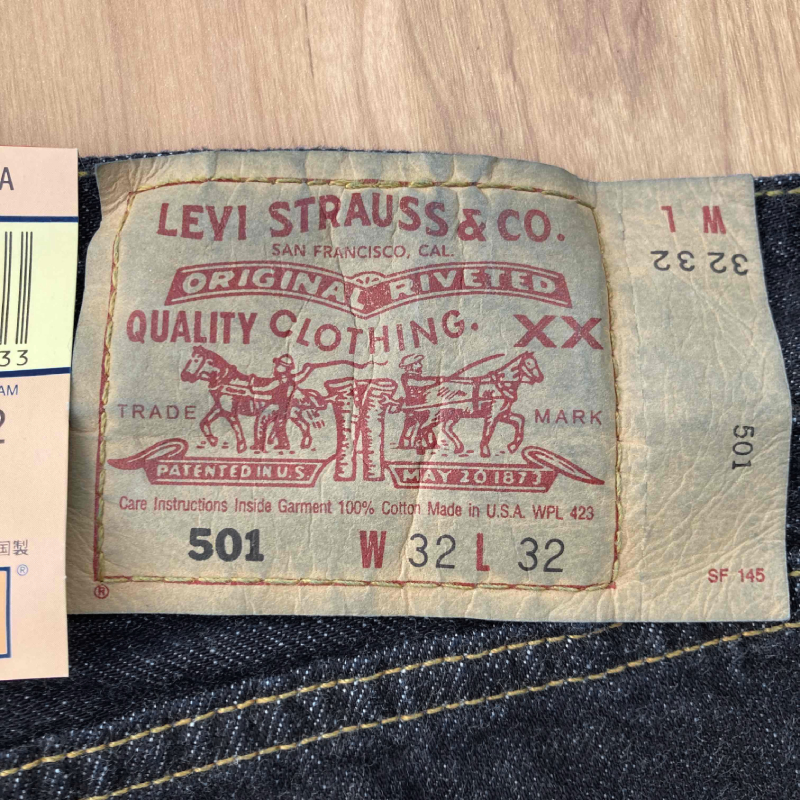 LEVI STRAUSS & CO.
SAN FRANCISCO, CAL.
ORIGINAL RIVETED
QUALITY CLOTHING. XX
TRADE MARK
PATENTED IN U.S. MAY 20 1873
Care Instructions Inside Garment 100% Cotton Made in U.S.A. WPL 423
501 W 32 L 32
®
W L
32 32
501
SF 145
A
33
AM
2
国製
®